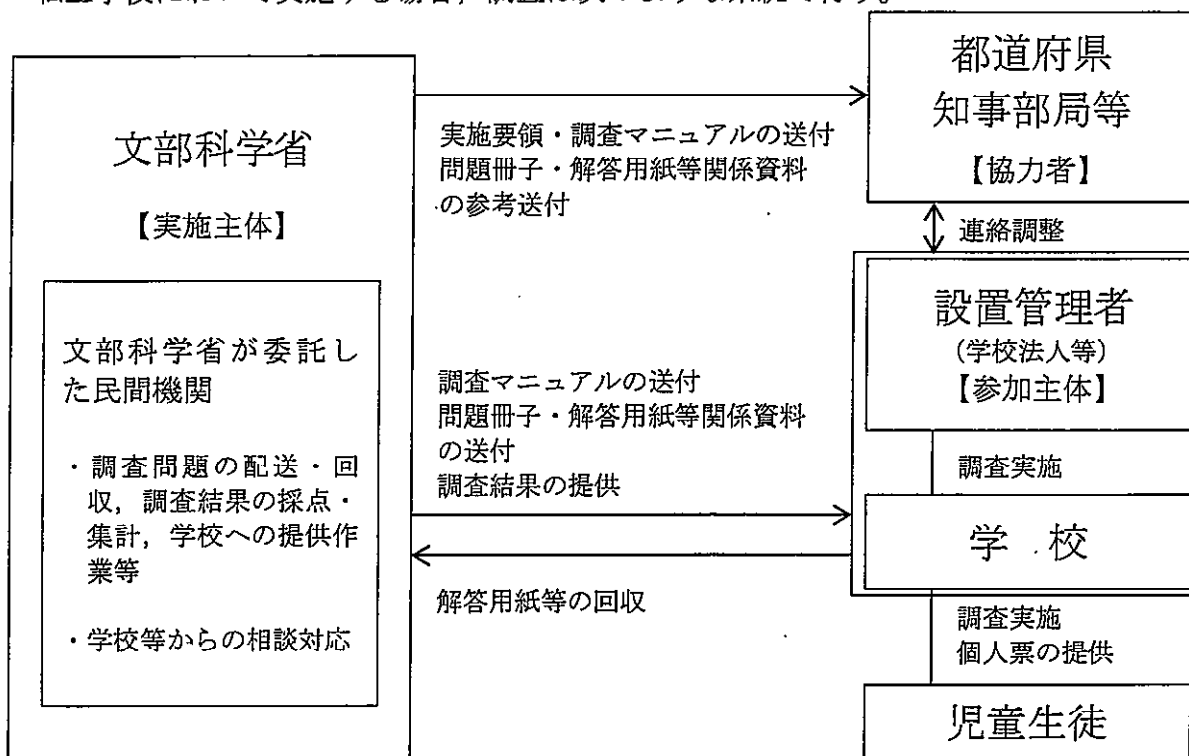 文部科学省
【実施主体】
文部科学省が委託し
た民間機関
・調査問題の配送・回
収，調査結果の採点・
集計，学校への提供作
業等
・学校等からの相談対応
実施要領・調査マニュアルの送付
問題冊子・解答用紙等関係資料
の参考送付
調査マニュアルの送付
問題冊子・解答用紙等関係資料
の送付
調査結果の提供
解答用紙等の回収
都道府県
知事部局等
【協力者】
連絡調整
設置管理者
(学校法人等)
【参加主体】
調査実施
学 校
調査実施
個人票の提供
児童生徒